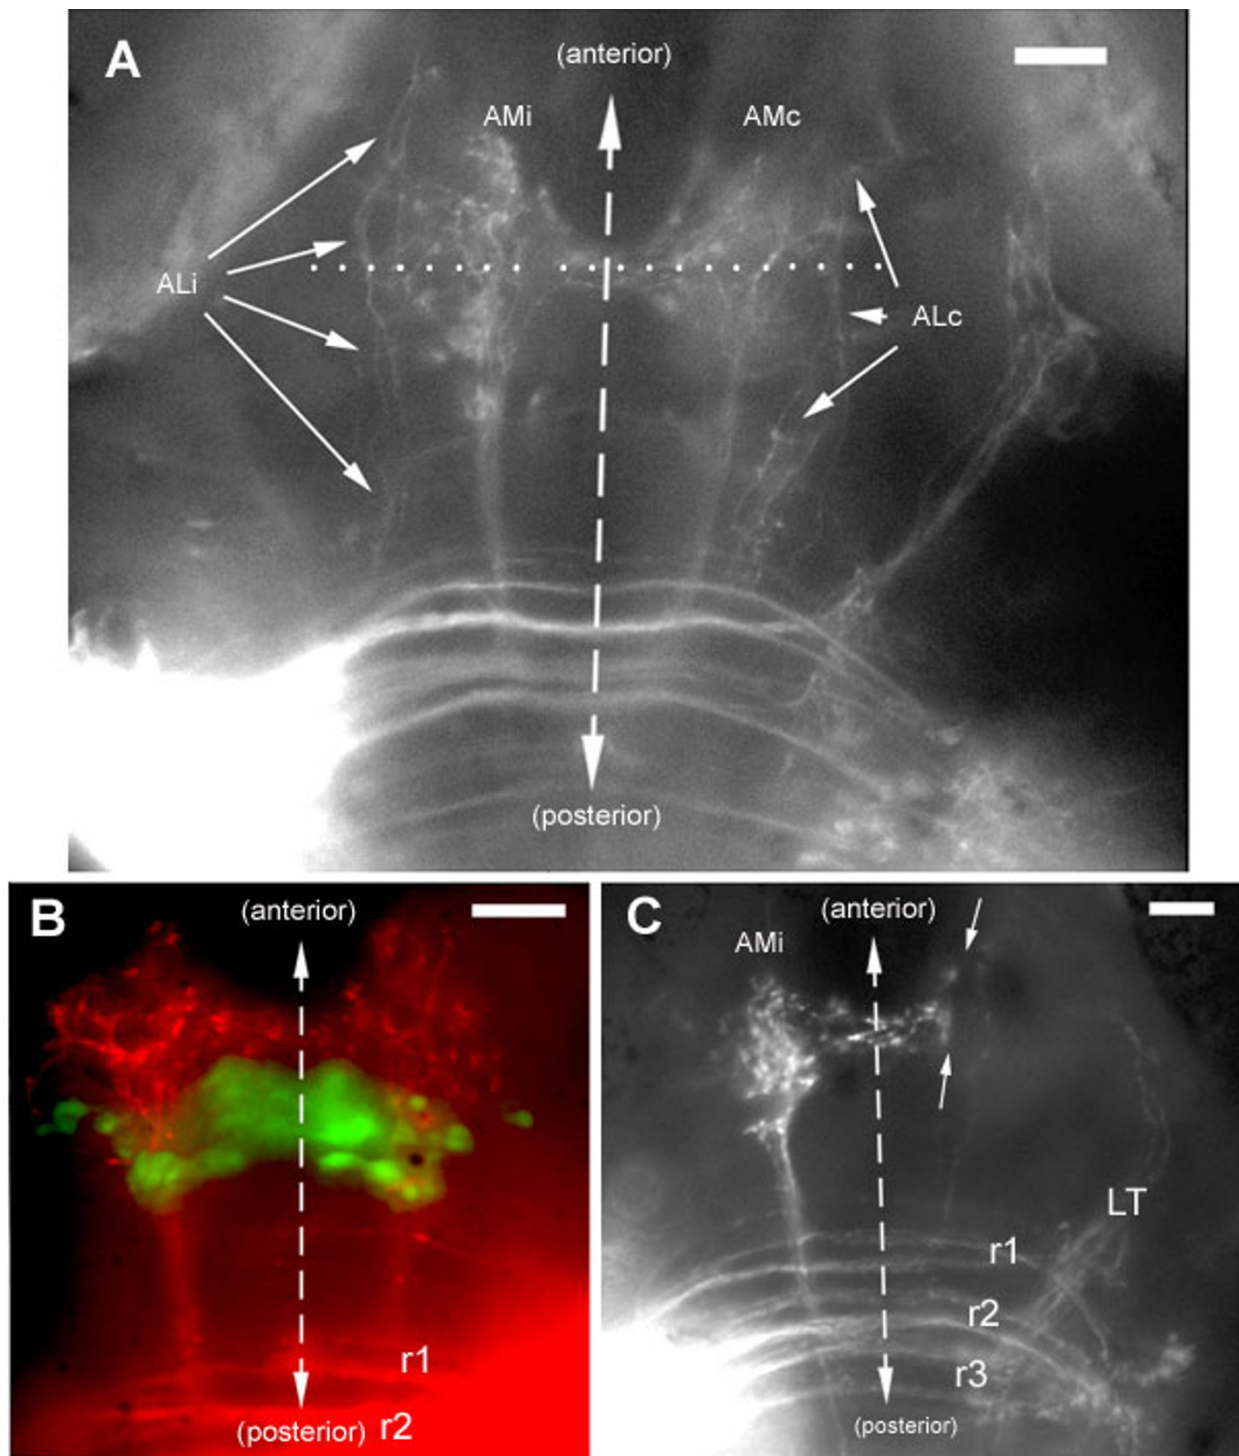 A
(anterior)
AMi
AMc
ALi
ALc
(posterior)
B
(anterior)
r1
(posterior)
r2
C
(anterior)
AMi
LT
r1
r2
r3
(posterior)